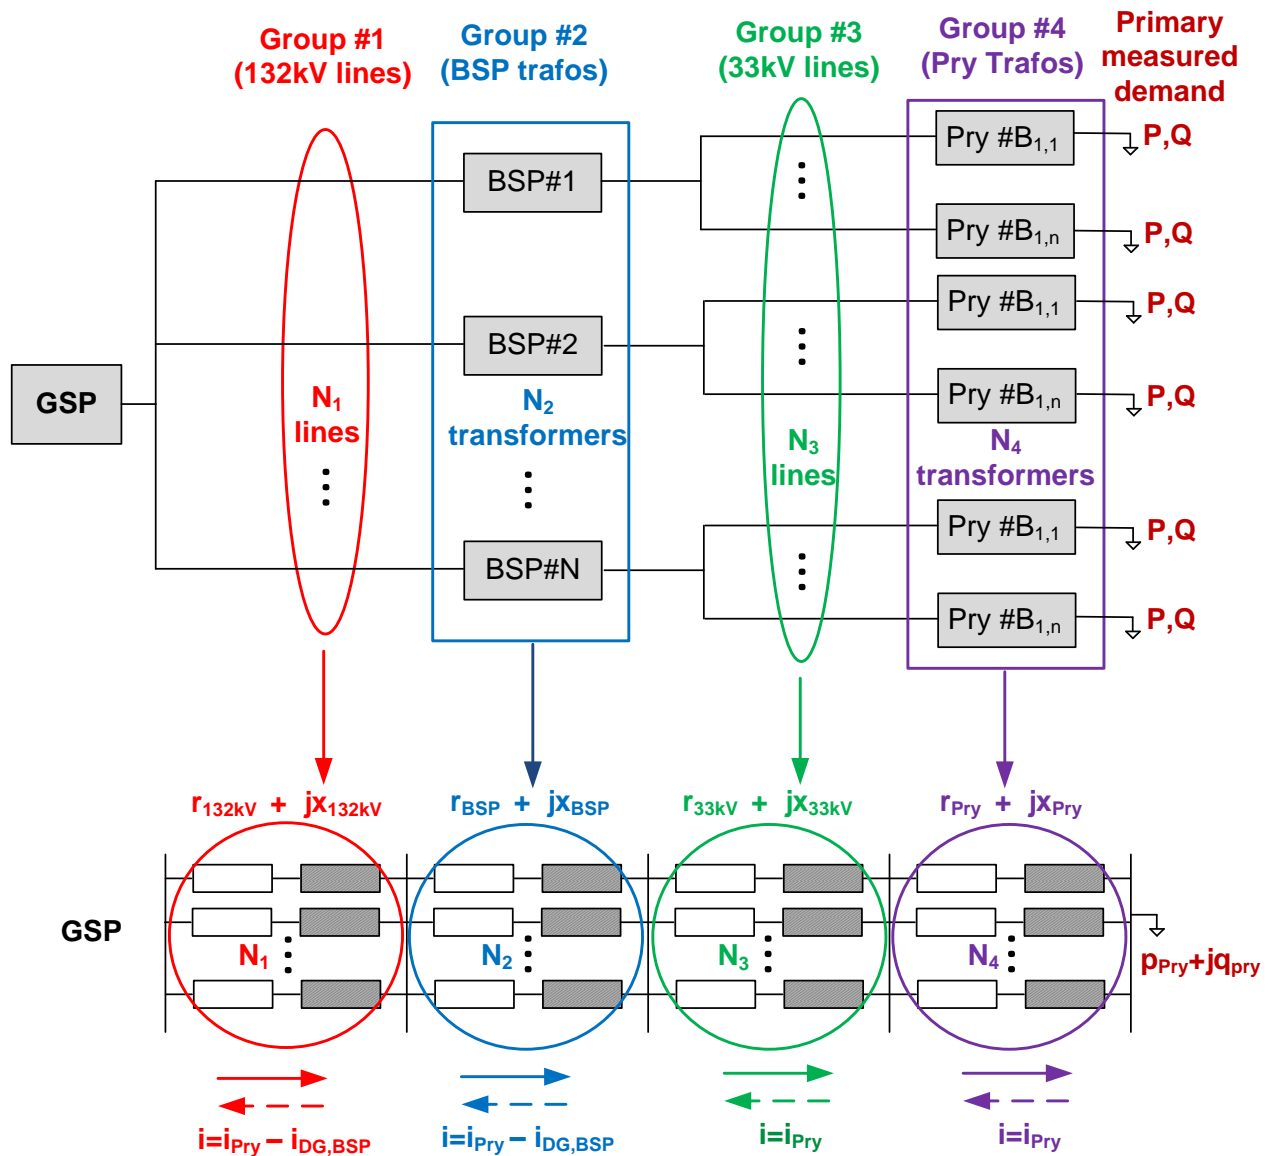 Group #1
(132kV lines)
Group #2
(BSP trafos)
Group #3
(33kV lines)
Group #4
(Pry Trafos)
Primary
measured
demand
BSP#1
Pry #B1,1
P,Q
Pry #B1,n
P,Q
BSP#2
Pry #B1,1
P,Q
Pry #B1,n
P,Q
GSP
N1
lines
N2
transformers
N3
lines
N4
transformers
BSP#N
Pry #B1,1
P,Q
Pry #B1,n
P,Q
r132kV + jx132kV
rBSP + jxBSP
r33kV + jx33kV
rPry + jxPry
GSP
N1
N2
N3
N4
pPry+jqpry
i=iPry – iDG,BSP
i=iPry – iDG,BSP
i=iPry
i=iPry